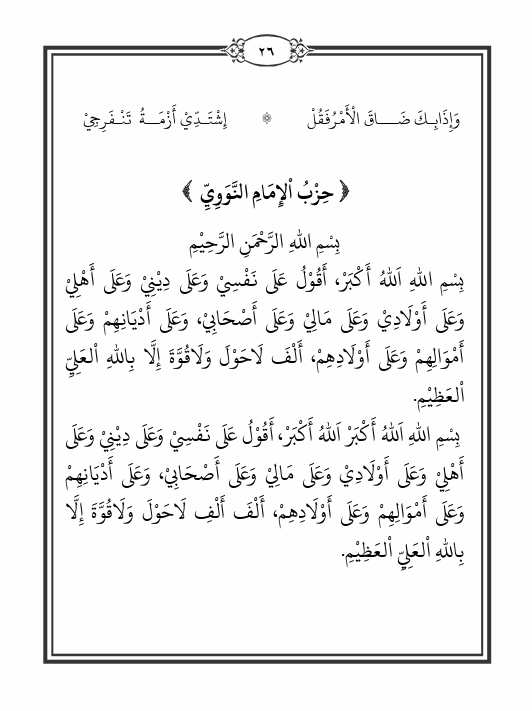 ٢٦
وَإِذَابِكَ ضَاقَ الْأَمْرُفَقُلْ ۞ إِشْتَدِّيْ أَزْمَةُ تَنْفَرِجِيْ
﴿ حِزْبُ الْإِمَامِ النَّوَوِيِّ ﴾
بِسْمِ اللهِ الرَّحْمَنِ الرَّحِيْمِ
بِسْمِ اللهِ اَللهُ أَكْبَرْ، أَقُوْلُ عَلَى نَفْسِيْ وَعَلَى دِيْنِيْ وَعَلَى أَهْلِيْ
وَعَلَى أَوْلَادِيْ وَعَلَى مَالِيْ وَعَلَى أَصْحَابِيْ، وَعَلَى أَدْيَانِهِمْ وَعَلَى
أَمْوَالِهِمْ وَعَلَى أَوْلَادِهِمْ، أَلْفَ لَاحَوْلَ وَلَاقُوَّةَ إِلَّا بِاللهِ الْعَلِيِّ
الْعَظِيْمِ.
بِسْمِ اللهِ اَللهُ أَكْبَرْ اَللهُ أَكْبَرْ، أَقُوْلُ عَلَى نَفْسِيْ وَعَلَى دِيْنِيْ وَعَلَى
أَهْلِيْ وَعَلَى أَوْلَادِيْ وَعَلَى مَالِيْ وَعَلَى أَصْحَابِيْ، وَعَلَى أَدْيَانِهِمْ
وَعَلَى أَمْوَالِهِمْ وَعَلَى أَوْلَادِهِمْ، أَلْفَ أَلْفِ لَاحَوْلَ وَلَاقُوَّةَ إِلَّا
بِاللهِ الْعَلِيِّ الْعَظِيْمِ.